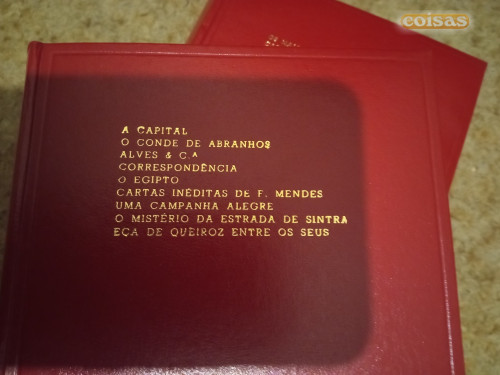 coisas
A CAPITAL
O CONDE DE ABRANHOS
ALVES & C.ª
CORRESPONDÊNCIA
O EGIPTO
CARTAS INÉDITAS DE F. MENDES
UMA CAMPANHA ALEGRE
O MISTÉRIO DA ESTRADA DE SINTRA
EÇA DE QUEIROZ ENTRE OS SEUS